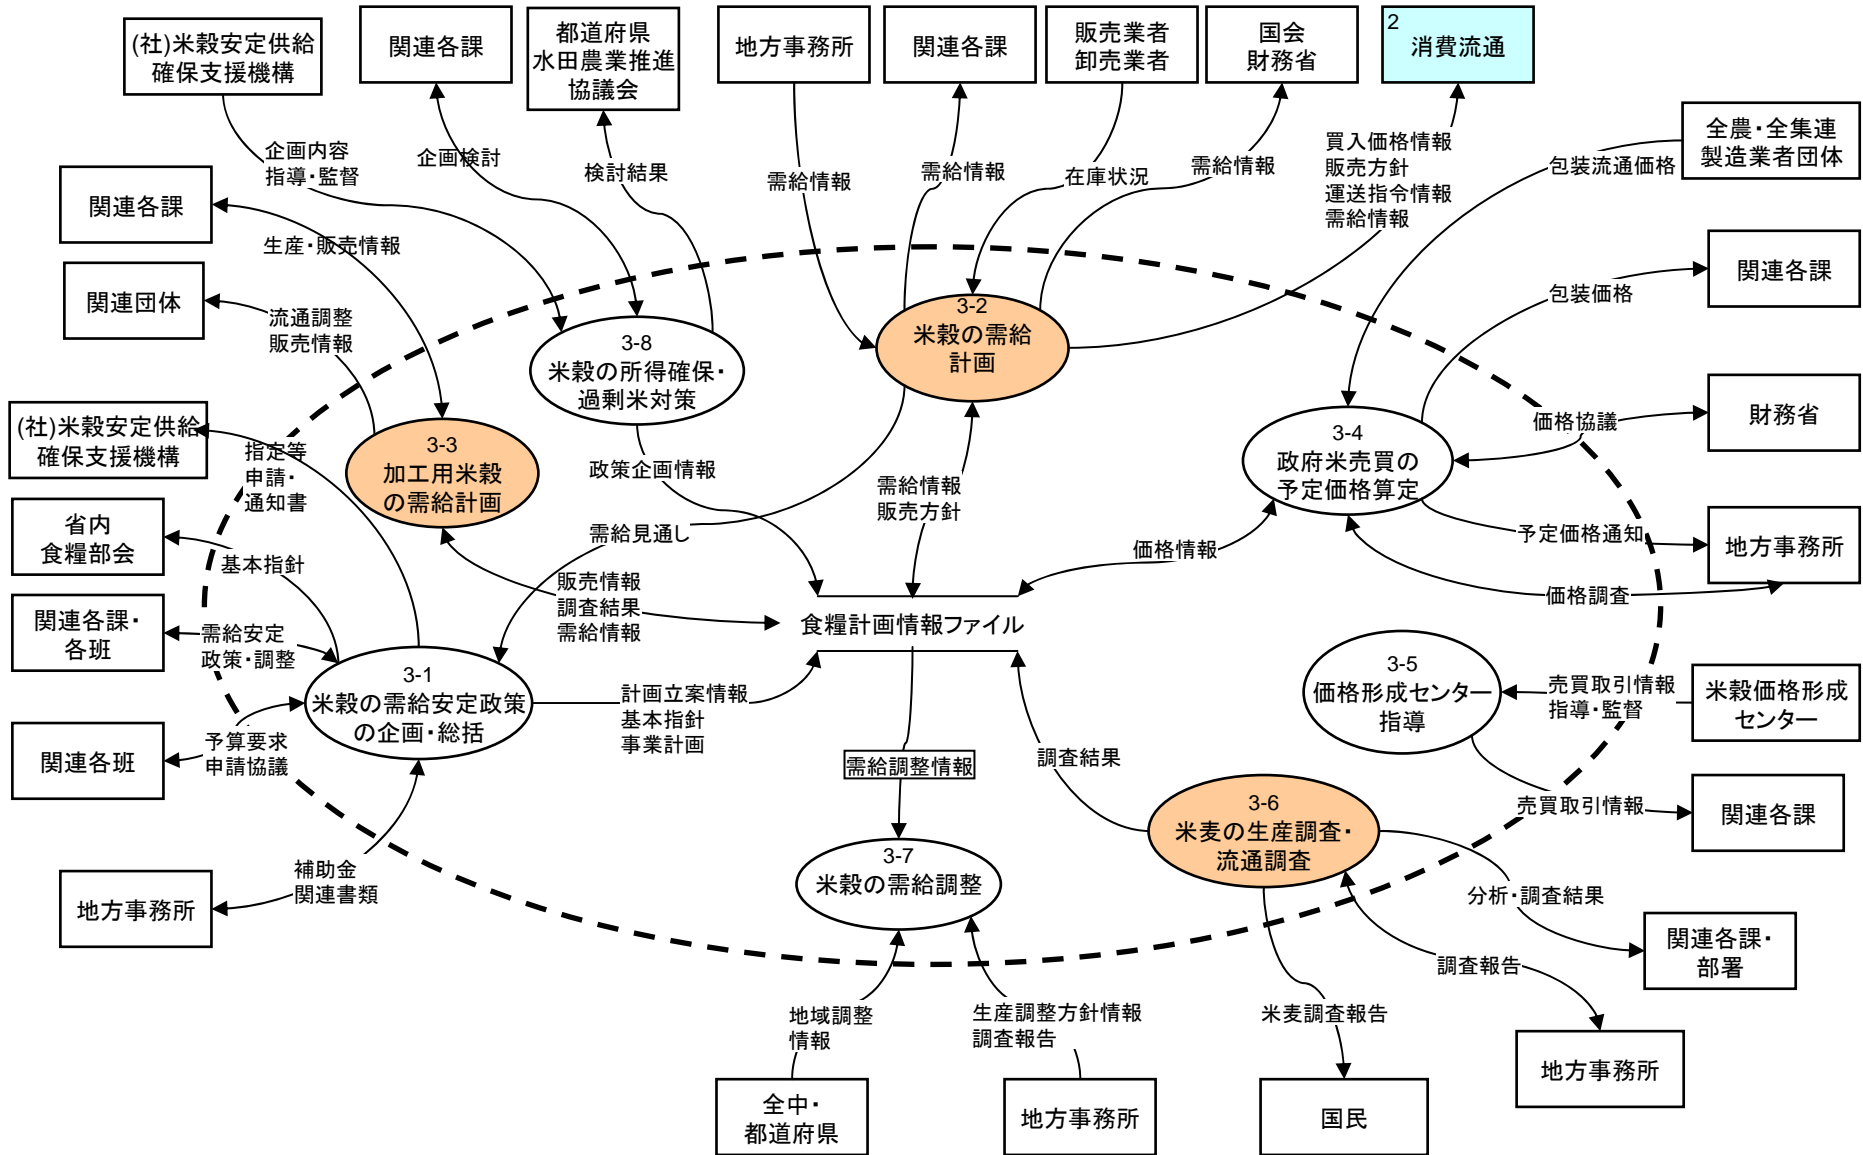 (社)米穀安定供給
確保支援機構
関連各課
都道府県
水田農業推進
協議会
地方事務所
関連各課
販売業者
卸売業者
国会
財務省
2
消費流通
全農・全集連
製造業者団体
企画内容
指導・監督
企画検討
検討結果
需給情報
需給情報
在庫状況
需給情報
買入価格情報
販売方針
運送指令情報
需給情報
包装流通価格
関連各課
生産・販売情報
関連団体
流通調整
販売情報
3-8
米穀の所得確保・
過剰米対策
3-2
米穀の需給
計画
包装価格
関連各課
(社)米穀安定供給
確保支援機構
指定等
申請・
通知書
3-3
加工用米穀
の需給計画
政策企画情報
需給情報
販売方針
3-4
政府米売買の
予定価格算定
価格協議
財務省
省内
食糧部会
基本指針
需給見通し
価格情報
予定価格通知
地方事務所
販売情報
調査結果
需給情報
食糧計画情報ファイル
価格調査
関連各課・
各班
需給安定
政策・調整
3-1
米穀の需給安定政策
の企画・総括
計画立案情報
基本指針
事業計画
3-5
価格形成センター
指導
売買取引情報
指導・監督
米穀価格形成
センター
関連各班
予算要求
申請協議
需給調整情報
調査結果
3-6
米麦の生産調査・
流通調査
売買取引情報
関連各課
地方事務所
補助金
関連書類
3-7
米穀の需給調整
分析・調査結果
関連各課・
部署
調査報告
地域調整
情報
生産調整方針情報
調査報告
米麦調査報告
地方事務所
全中・
都道府県
地方事務所
国民